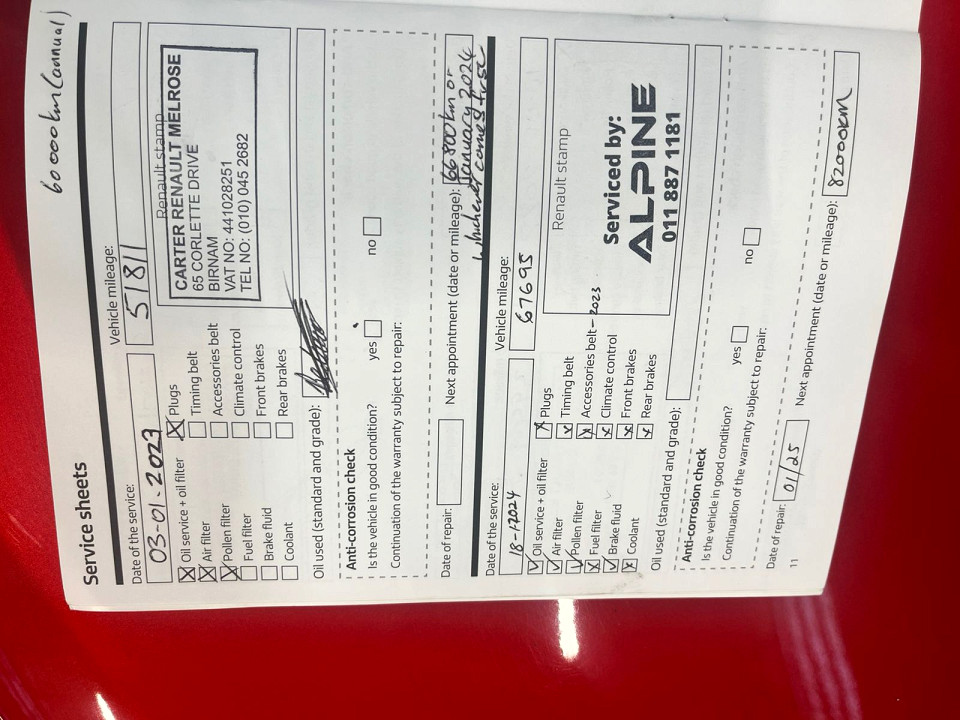 60 000km (annual)
Service sheets
Date of the service: Vehicle mileage:
03-01-2023 51811
Oil service + oil filter Plugs Renault stamp
Air filter Timing belt CARTER RENAULT MELROSE
Pollen filter Accessories belt 65 CORLETTE DRIVE
Fuel filter Climate control BIRNAM
Brake fluid Front brakes VAT NO: 441028251
Coolant Rear brakes TEL NO: (010) 045 2682
Oil used (standard and grade):
Anti-corrosion check
Is the vehicle in good condition? yes no
Continuation of the warranty subject to repair:
Date of repair: Next appointment (date or mileage): 66800km or
January 2024
whichever comes first
Date of the service: Vehicle mileage:
18-1-2024 67695
Oil service + oil filter Plugs Renault stamp
Air filter Timing belt
Pollen filter Accessories belt - 2023
Fuel filter Climate control Serviced by:
Brake fluid Front brakes ALPINE
Coolant Rear brakes 011 887 1181
Oil used (standard and grade):
Anti-corrosion check
Is the vehicle in good condition? yes no
Continuation of the warranty subject to repair:
Date of repair: 01/25 Next appointment (date or mileage): 82000KM
11